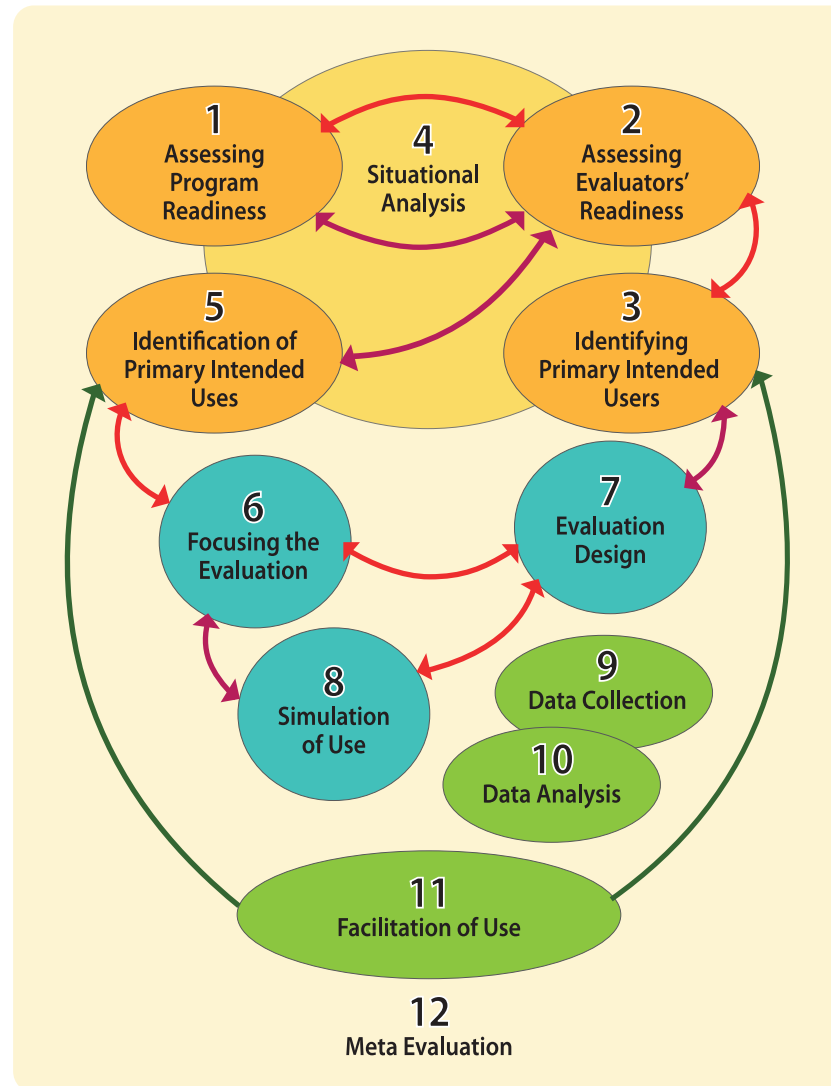 1
Assessing
Program
Readiness
2
Assessing
Evaluators’
Readiness
4
Situational
Analysis
5
Identification of
Primary Intended
Uses
3
Identifying
Primary Intended
Users
6
Focusing the
Evaluation
7
Evaluation
Design
8
Simulation
of Use
9
Data Collection
10
Data Analysis
11
Facilitation of Use
12
Meta Evaluation